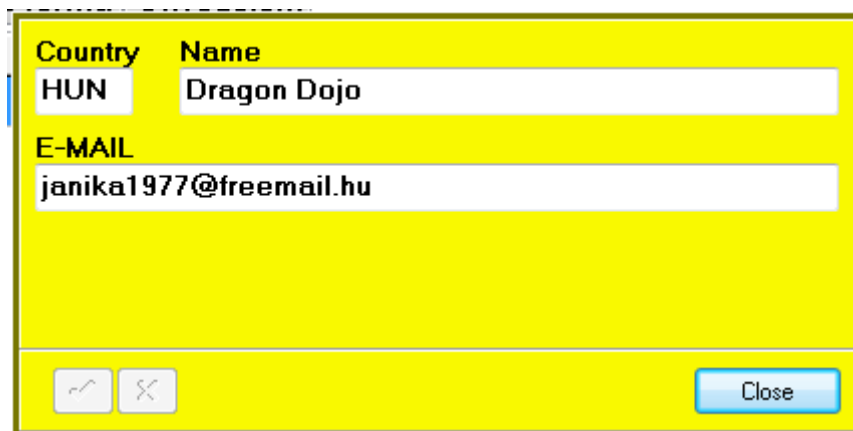 Country Name
HUN Dragon Dojo
E-MAIL
janika1977@freemail.hu
Close